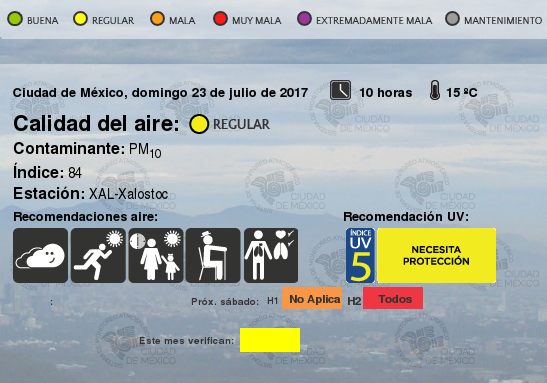 BUENA REGULAR MALA MUY MALA EXTREMADAMENTE MALA MANTENIMIENTO
Ciudad de México, domingo 23 de julio de 2017 10 horas 15 ºC
Calidad del aire: REGULAR
Contaminante: PM10
Índice: 84
Estación: XAL-Xalostoc
Recomendaciones aire: Recomendación UV:
ÍNDICE
UV
5
NECESITA
PROTECCIÓN
: Próx. sábado: H1 No Aplica H2 Todos
Este mes verifican:
CIUDAD
DE MÉXICO